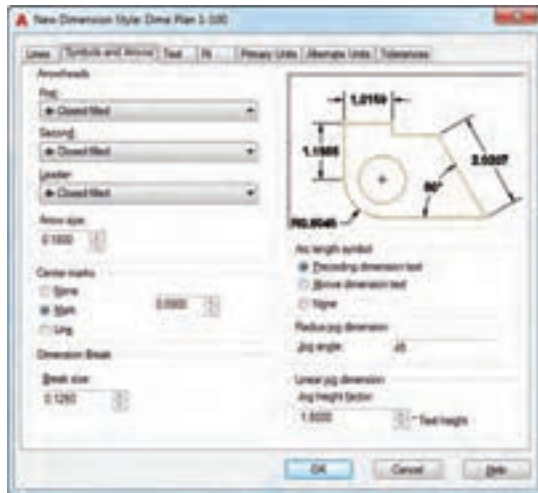 New Dimension Style: Dims Plan 1-100
Lines Symbols and Arrows Text Fit Primary Units Alternate Units Tolerances
Arrowheads
First:
Closed filled
Second:
Closed filled
Leader:
Closed filled
Arrow size:
0.1800
Center marks
None
Mark
0.0900
Line
Dimension Break
Break size:
0.1250
1.0159
1.1955
2.0207
60°
R0.8045
Arc length symbol
Preceding dimension text
Above dimension text
None
Radius jog dimension
Jog angle: 45
Linear jog dimension
Jog height factor:
1.5000 Text height
OK Cancel Help